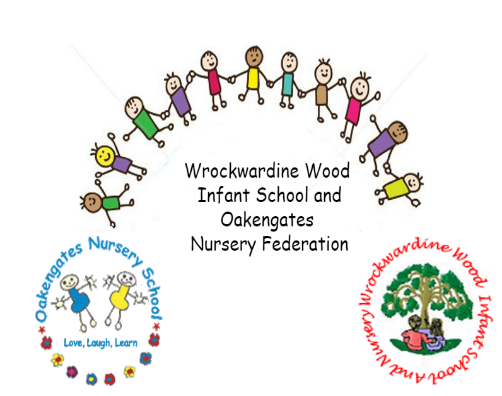 Wrockwardine Wood
Infant School and
Oakengates
Nursery Federation
Oakengates Nursery School
Love, Laugh, Learn
Wrockwardine Wood Infant School And Nursery